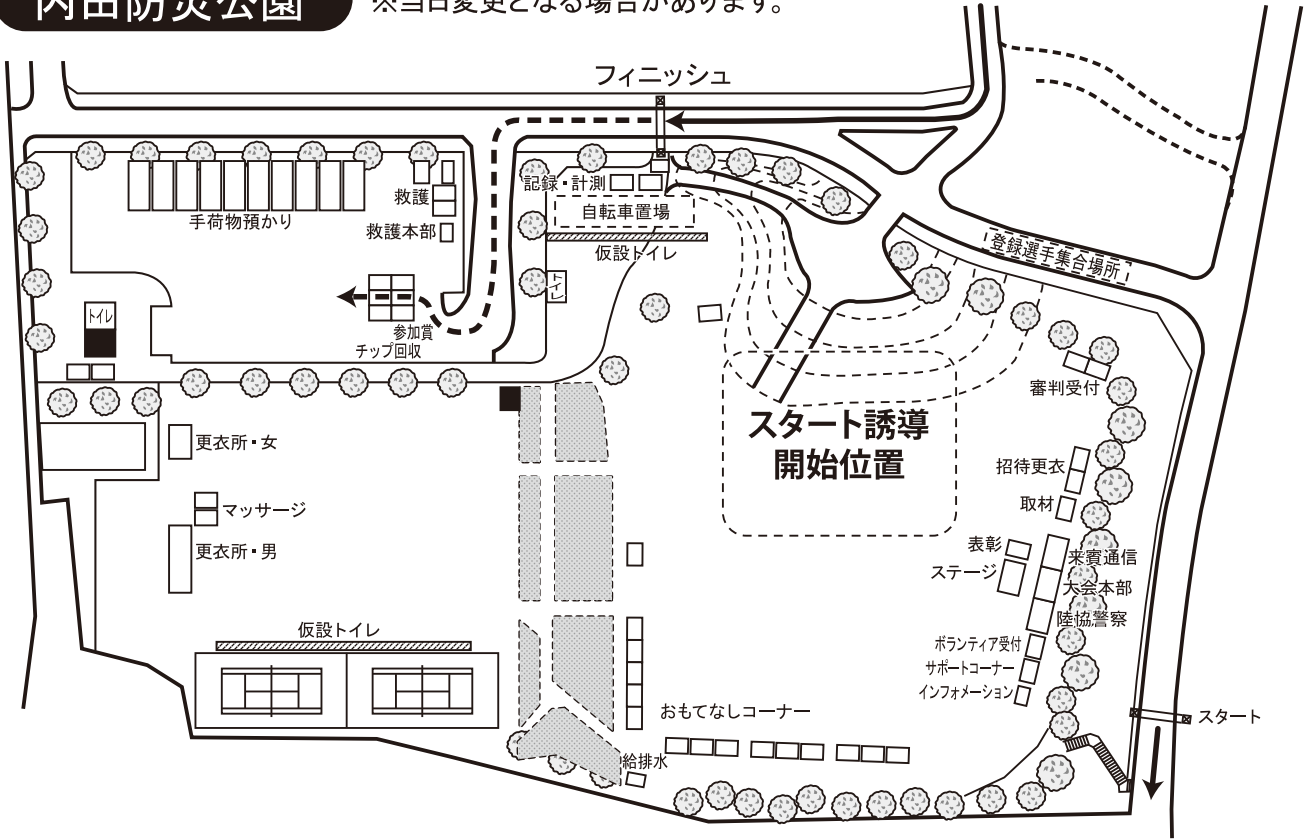 内田防災公園
※当日変更となる場合があります。
フィニッシュ
記録・計測
自転車置場
仮設トイレ
トイレ
救護
救護本部
手荷物預かり
参加賞
チップ回収
トイレ
登録選手集合場所
スタート誘導
開始位置
審判受付
招待更衣
取材
表彰
ステージ
来賓通信
大会本部
陸協警察
ボランティア受付
サポートコーナー
インフォメーション
更衣所・女
マッサージ
更衣所・男
仮設トイレ
おもてなしコーナー
給排水
スタート